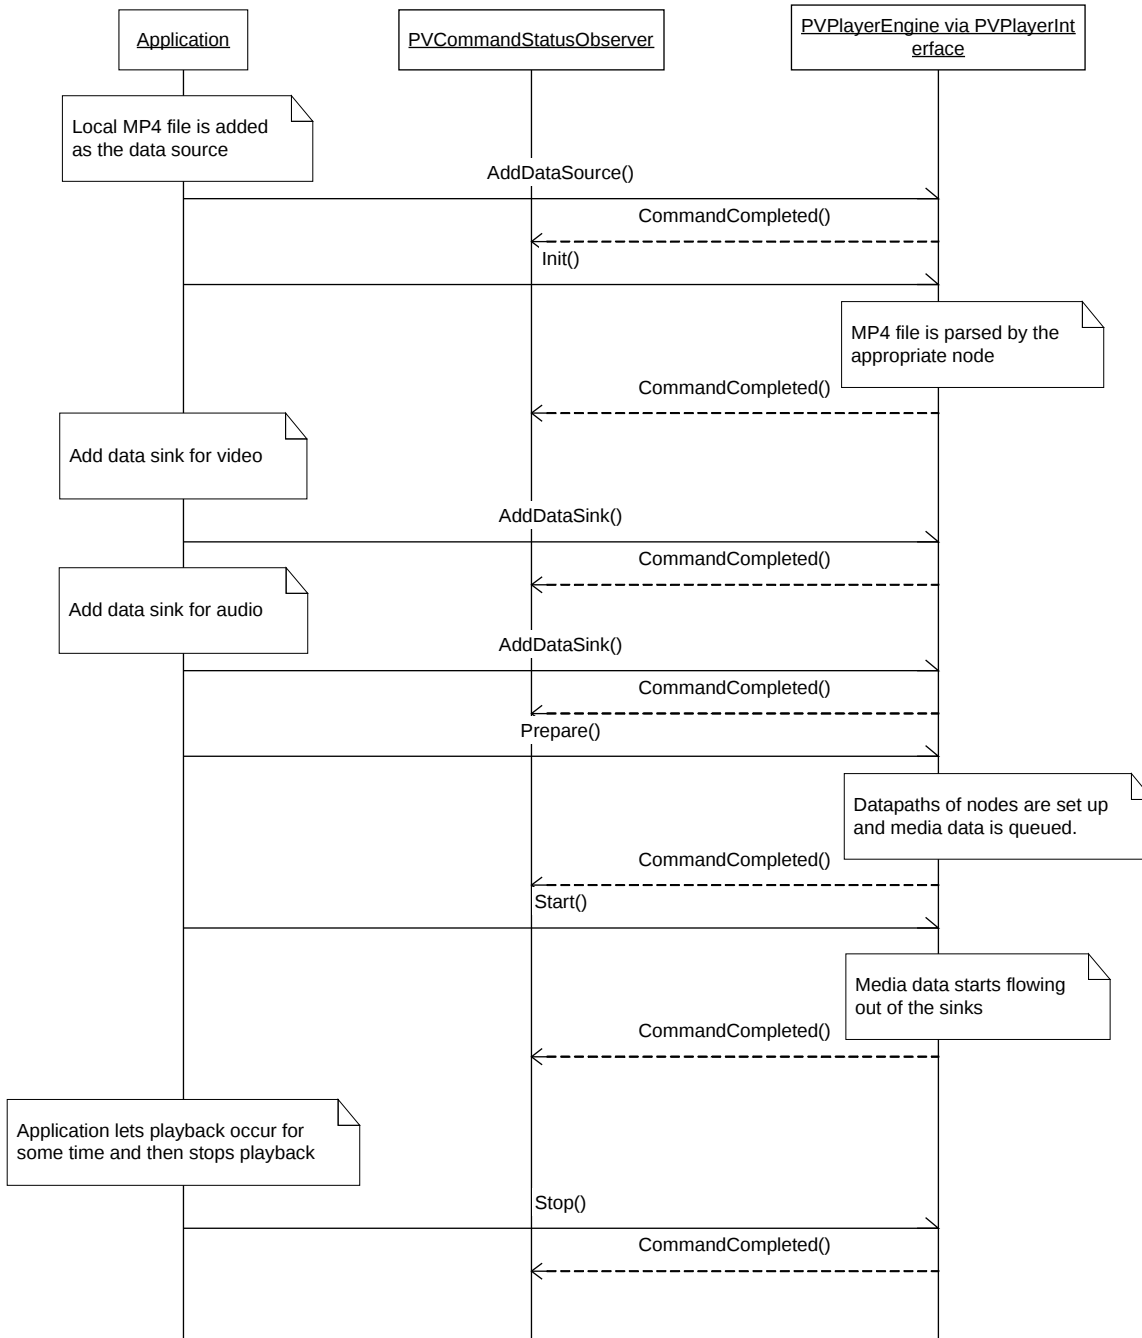 Application
PVCommandStatusObserver
PVPlayerEngine via PVPlayerInt
erface
Local MP4 file is added
as the data source
AddDataSource()
CommandCompleted()
Init()
MP4 file is parsed by the
appropriate node
CommandCompleted()
Add data sink for video
AddDataSink()
CommandCompleted()
Add data sink for audio
AddDataSink()
CommandCompleted()
Prepare()
Datapaths of nodes are set up
and media data is queued.
CommandCompleted()
Start()
Media data starts flowing
out of the sinks
CommandCompleted()
Application lets playback occur for
some time and then stops playback
Stop()
CommandCompleted()